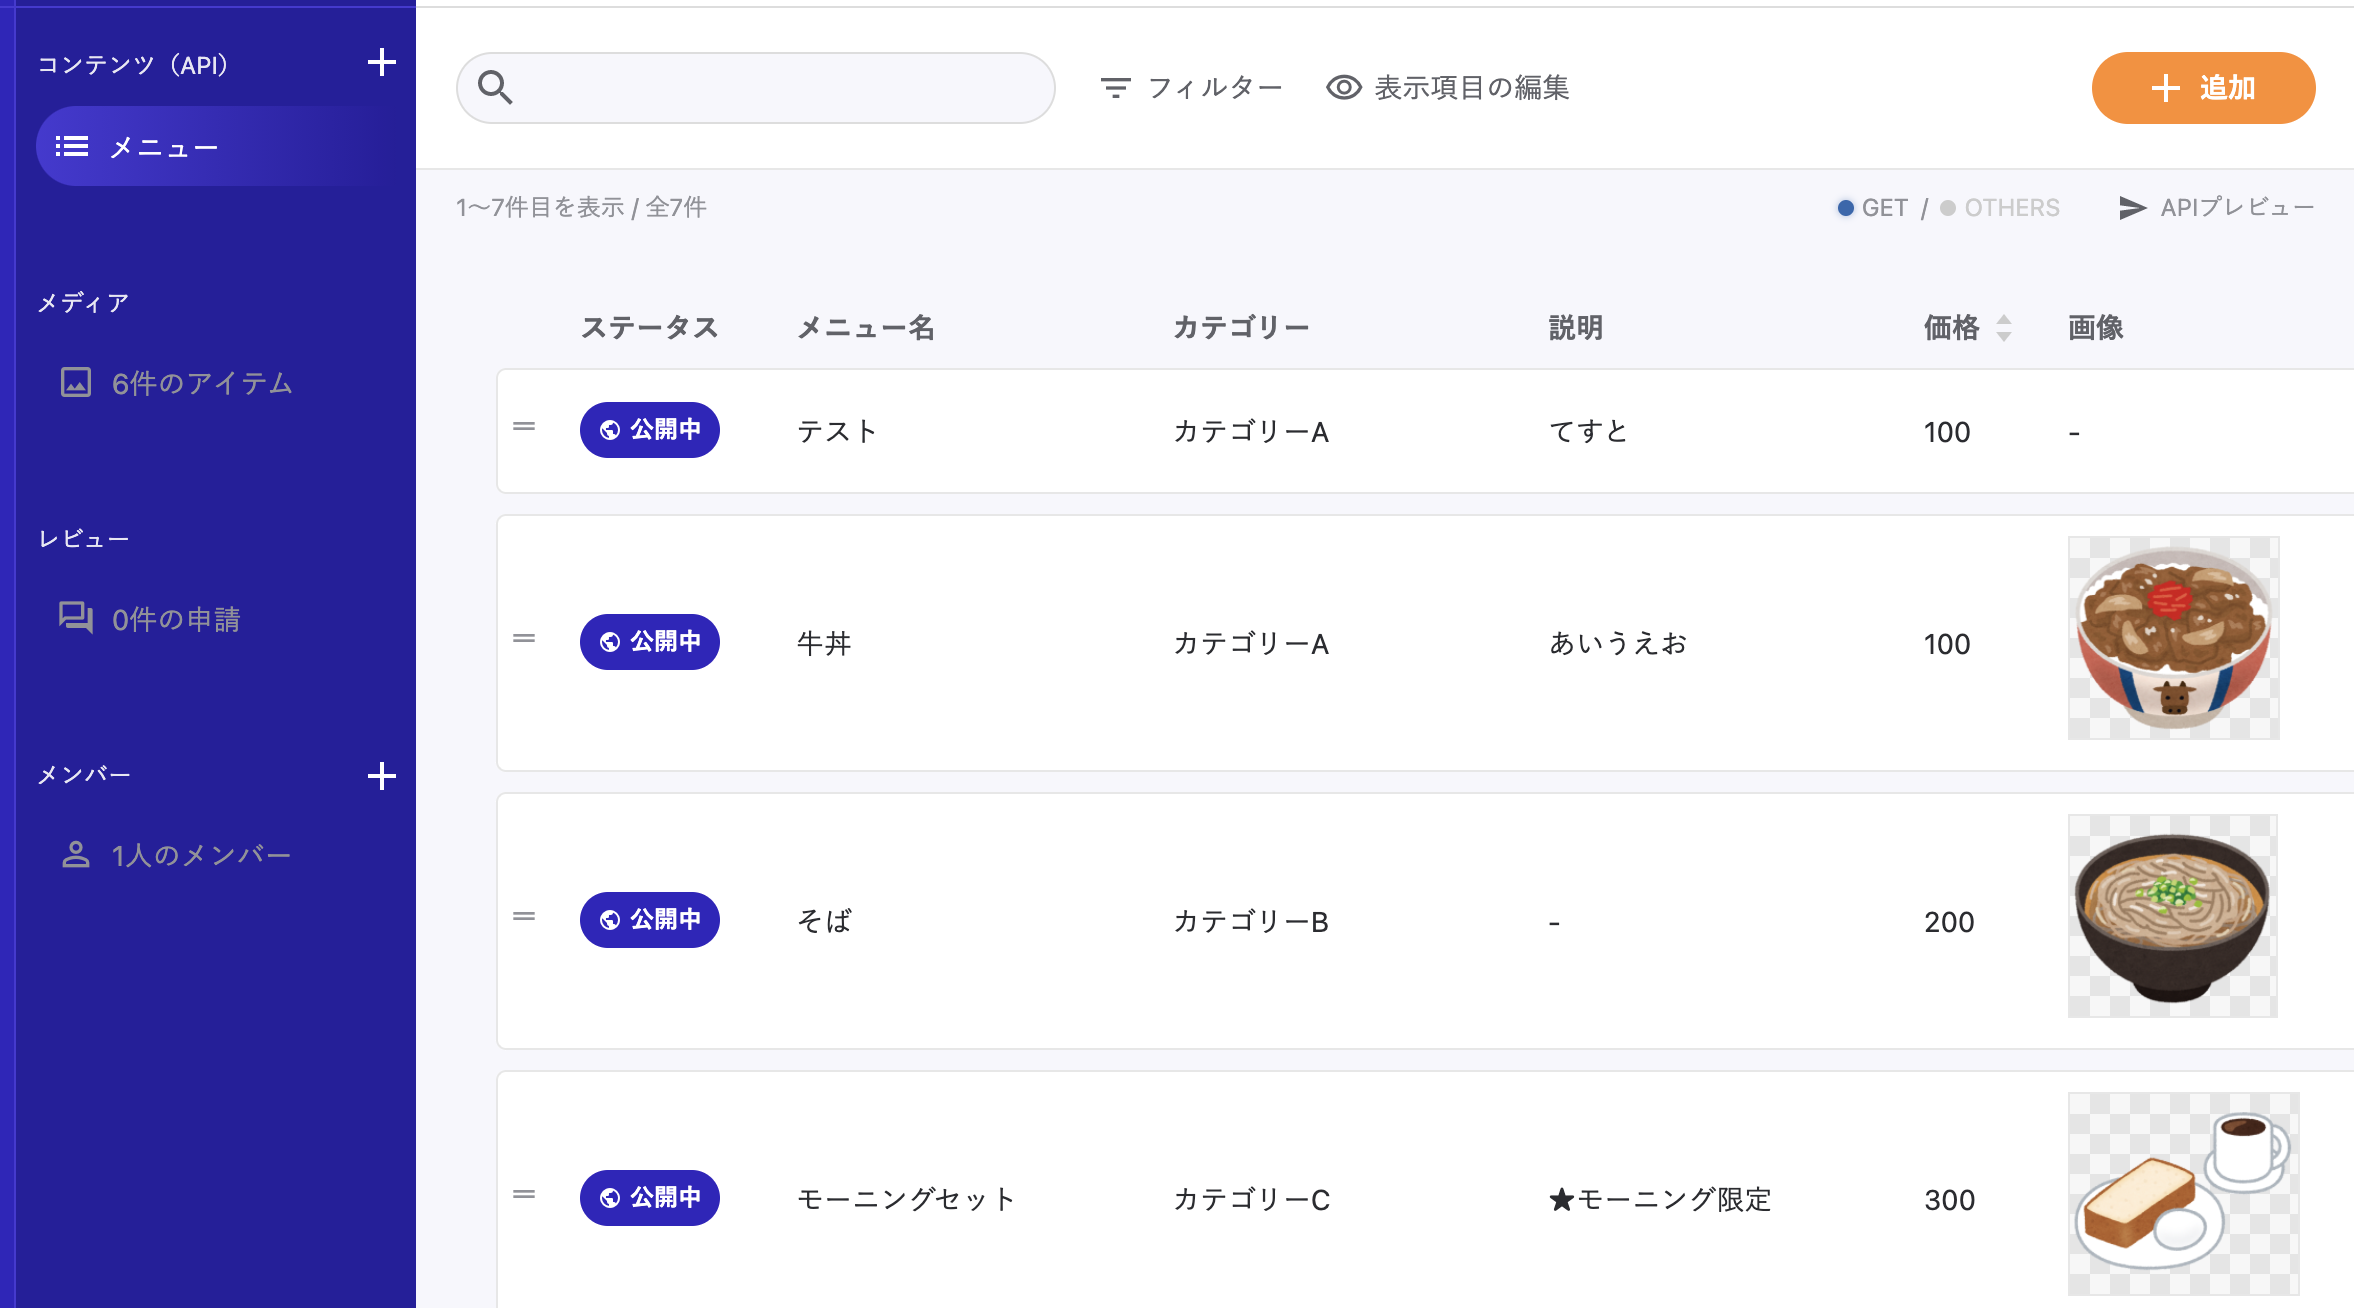 コンテンツ（API）
メニュー
メディア
6件のアイテム
レビュー
0件の申請
メンバー
1人のメンバー
フィルター 表示項目の編集 追加
1〜7件目を表示 / 全7件 GET / OTHERS APIプレビュー
ステータス メニュー名 カテゴリー 説明 価格 画像
公開中 テスト カテゴリーA てすと 100 -
公開中 牛丼 カテゴリーA あいうえお 100
公開中 そば カテゴリーB - 200
公開中 モーニングセット カテゴリーC ★モーニング限定 300